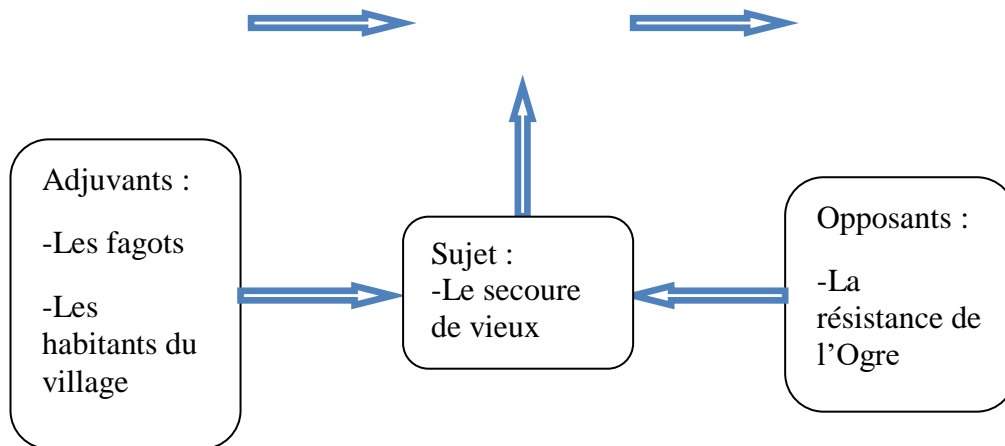 Adjuvants :
-Les fagots
-Les
habitants du
village
Sujet :
-Le secoure
de vieux
Opposants :
-La
résistance de
l’Ogre